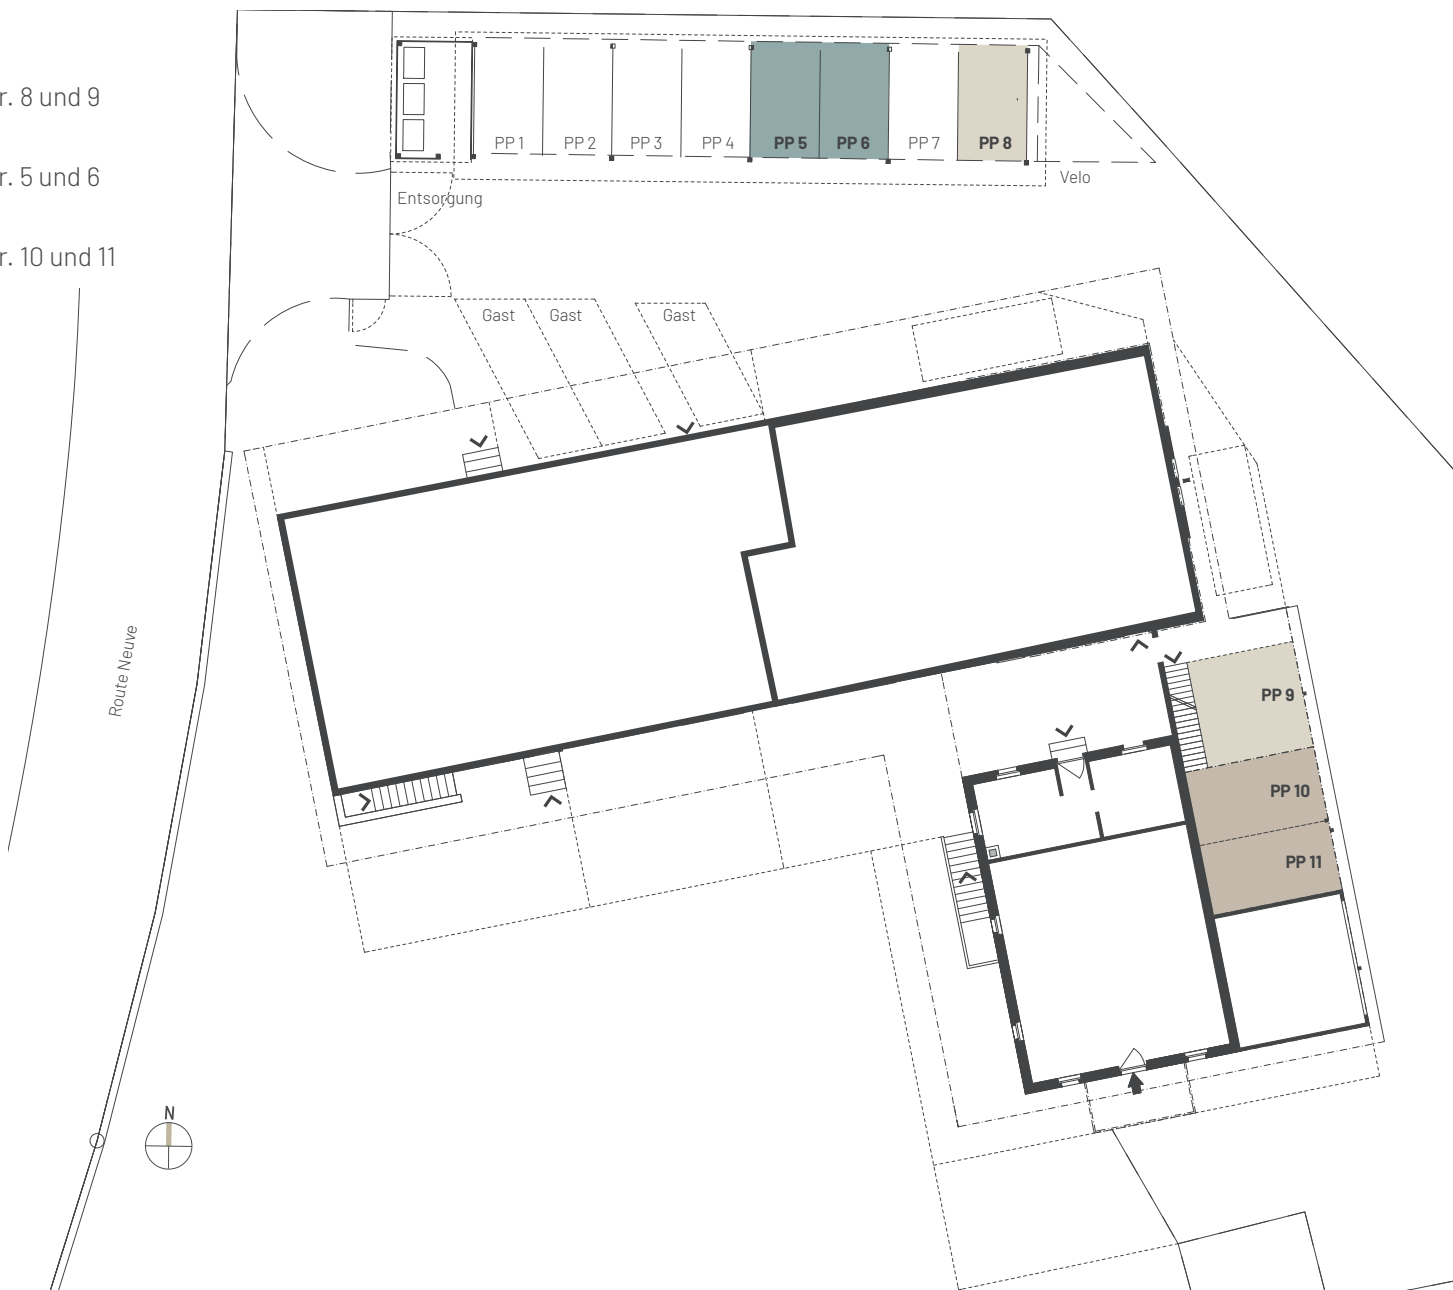 r. 8 und 9
r. 5 und 6
r. 10 und 11
PP 1
PP 2
PP 3
PP 4
PP 5
PP 6
PP 7
PP 8
Velo
Entsorgung
Gast
Gast
Gast
Route Neuve
PP 9
PP 10
PP 11
N